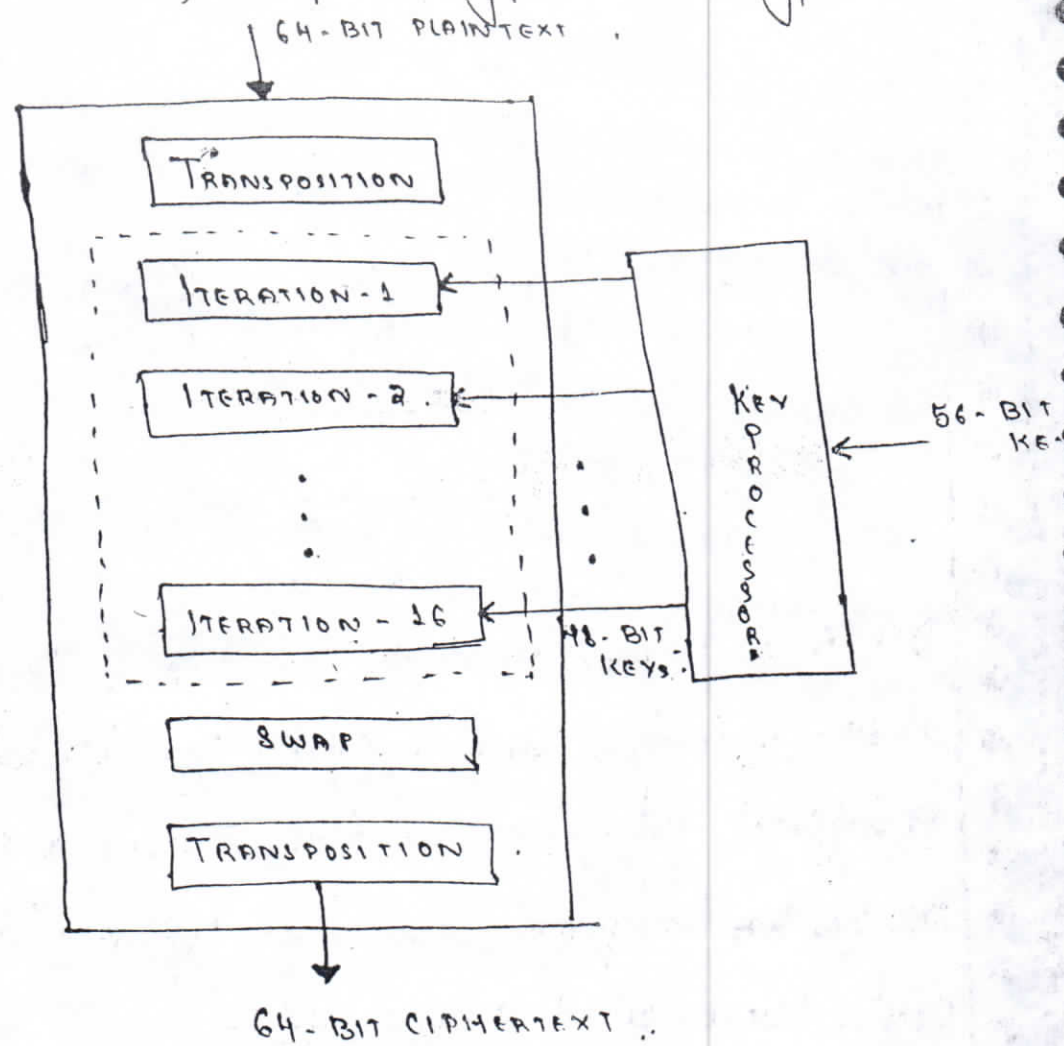 64-BIT PLAINTEXT.
TRANSPOSITION
ITERATION-1
ITERATION-2
KEY
PROCESSOR
56-BIT
ITERATION-16
48-BIT
KEYS
SWAP
TRANSPOSITION
64-BIT CIPHERTEXT